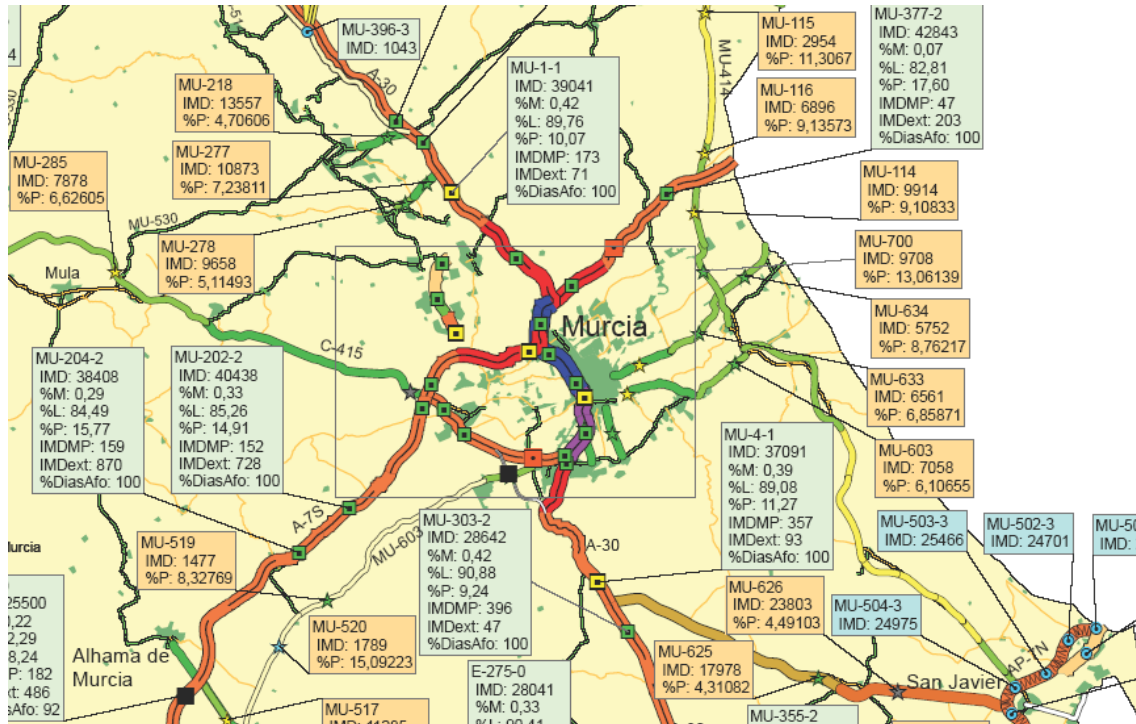 MU-396-3
IMD: 1043
MU-115
IMD: 2954
%P: 11,3067
MU-377-2
IMD: 42843
%M: 0,07
%L: 82,81
%P: 17,60
IMDMP: 47
IMDext: 203
%DiasAfo: 100
A-30
MU-414
MU-218
IMD: 13557
%P: 4,70606
MU-1-1
IMD: 39041
%M: 0,42
%L: 89,76
%P: 10,07
IMDMP: 173
IMDext: 71
%DiasAfo: 100
MU-116
IMD: 6896
%P: 9,13573
MU-277
IMD: 10873
%P: 7,23811
MU-285
IMD: 7878
%P: 6,62605
MU-114
IMD: 9914
%P: 9,10833
MU-530
MU-278
IMD: 9658
%P: 5,11493
MU-700
IMD: 9708
%P: 13,06139
Mula
MU-634
IMD: 5752
%P: 8,76217
Murcia
C-415
MU-204-2
IMD: 38408
%M: 0,29
%L: 84,49
%P: 15,77
IMDMP: 159
IMDext: 870
%DiasAfo: 100
MU-202-2
IMD: 40438
%M: 0,33
%L: 85,26
%P: 14,91
IMDMP: 152
IMDext: 728
%DiasAfo: 100
MU-633
IMD: 6561
%P: 6,85871
MU-4-1
IMD: 37091
%M: 0,39
%L: 89,08
%P: 11,27
IMDMP: 357
IMDext: 93
%DiasAfo: 100
MU-603
IMD: 7058
%P: 6,10655
A-7S
MU-603
MU-303-2
IMD: 28642
%M: 0,42
%L: 90,88
%P: 9,24
IMDMP: 396
IMDext: 47
%DiasAfo: 100
A-30
MU-503-3
IMD: 25466
MU-502-3
IMD: 24701
MU-519
IMD: 1477
%P: 8,32769
MU-626
IMD: 23803
%P: 4,49103
MU-504-3
IMD: 24975
MU-520
IMD: 1789
%P: 15,09223
MU-625
IMD: 17978
%P: 4,31082
AP-7N
San Javier
Alhama de
Murcia
E-275-0
IMD: 28041
%M: 0,33
MU-517
MU-355-2